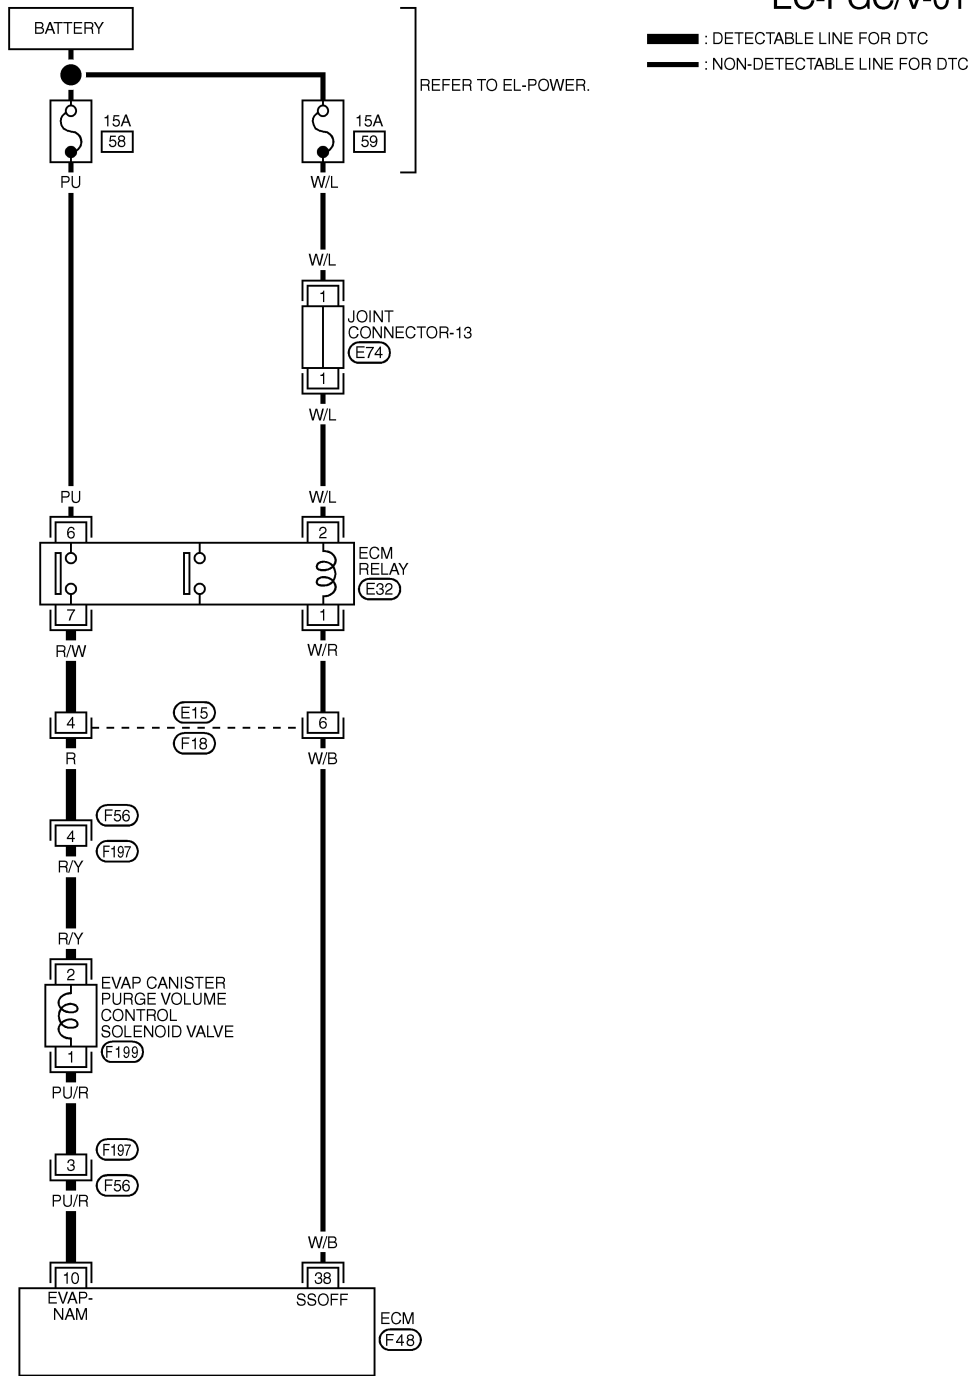 BATTERY
: DETECTABLE LINE FOR DTC
: NON-DETECTABLE LINE FOR DTC
REFER TO EL-POWER.
15A
58
15A
59
PU
W/L
W/L
1
JOINT
CONNECTOR-13
E74
1
W/L
PU
W/L
6
2
ECM
RELAY
E32
7
1
R/W
W/R
4
E15
6
F18
R
W/B
F56
4
F197
R/Y
R/Y
2
EVAP CANISTER
PURGE VOLUME
CONTROL
SOLENOID VALVE
F199
1
PU/R
F197
3
F56
PU/R
W/B
10
38
EVAP-
NAM
SSOFF
ECM
F48